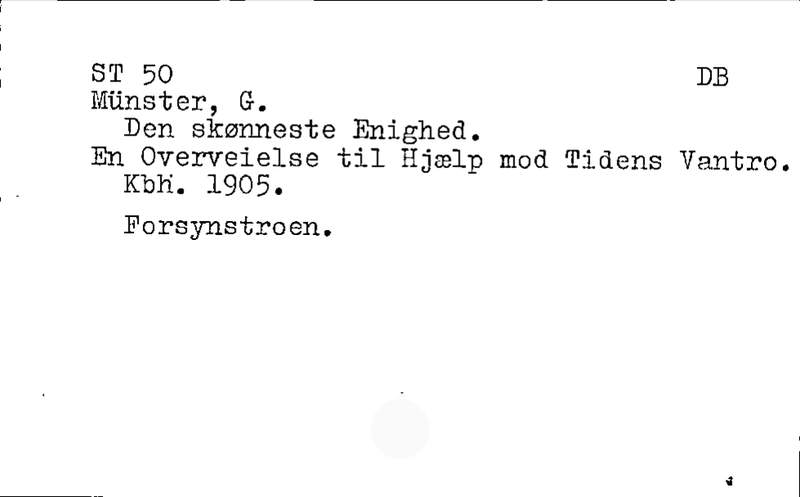 ST 50 DB
Münster, G.
Den skønneste Enighed.
En Overveielse til Hjælp mod Tidens Vantro.
Kbh. 1905.
Forsynstroen.